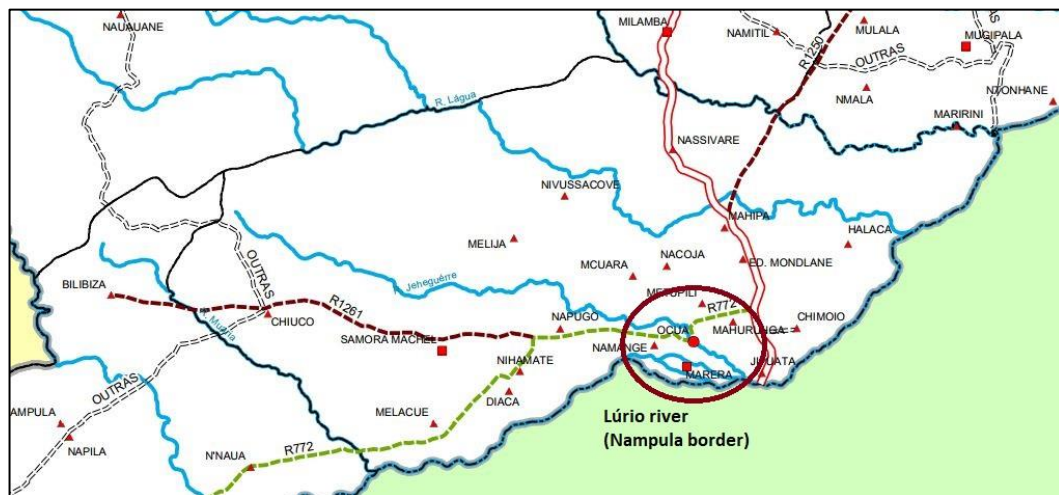 NAUAUANE
MILAMBA
NAMITIL
MULALA
OUTRAS
MUGIPALA
R1250
OUTRAS
NMALA
NTONHANE
R. Lágua
MARIRINI
NASSIVARE
NIVUSSACOVE
MAHIPA
HALACA
MELIJA
NACOJA
ED. MONDLANE
OUTRAS
MCUARA
R. Jeheguérre
BILIBIZA
METUPILI
R1261
R772
CHIUCO
NAPUGO
OCUA
MAHURUNGA
CHIMOIO
SAMORA MACHEL
NAMANGE
NIHAMATE
MARERA
OUTRAS
DIACA
Lúrio river
(Nampula border)
AMPULA
MELACUE
NAPILA
R772
N'NAUA